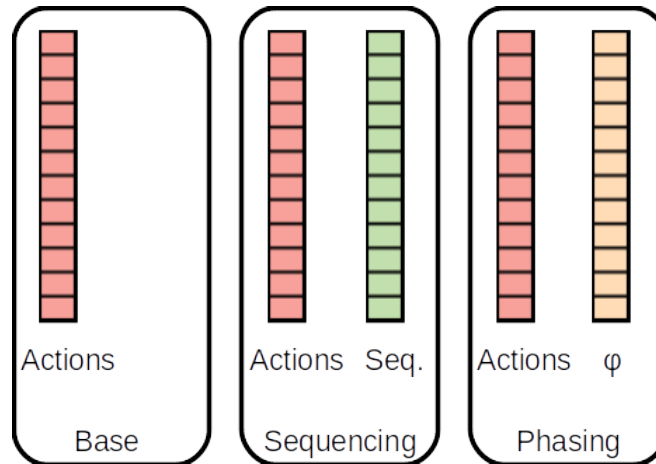 Actions
Base
Actions Seq.
Sequencing
Actions φ
Phasing